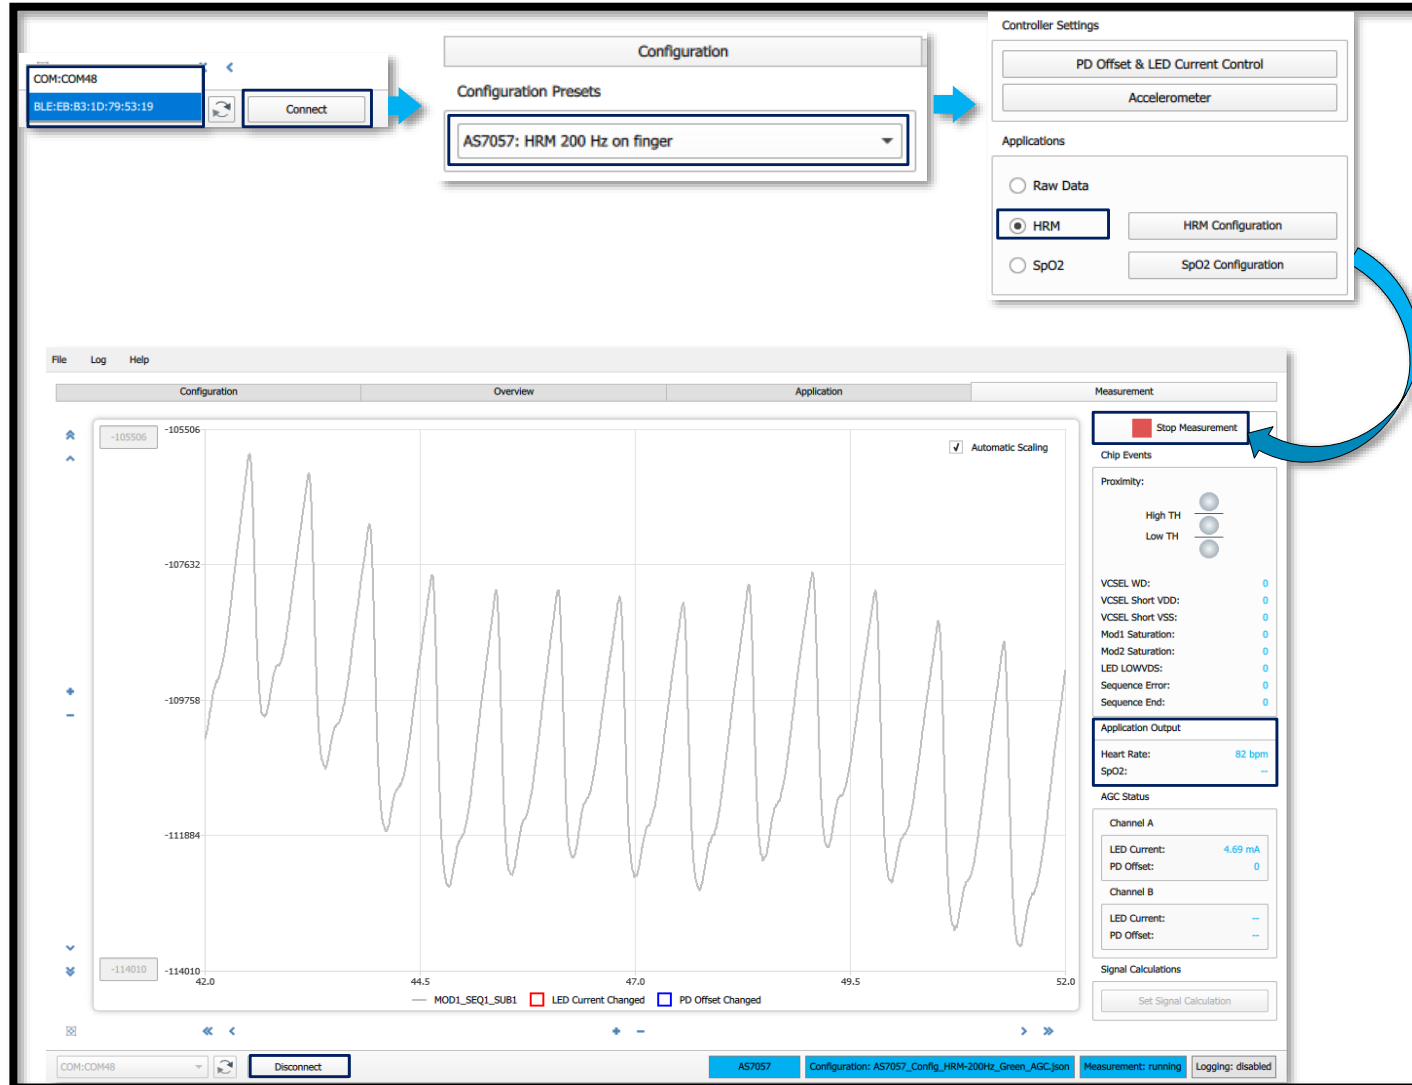 COM:COM48
BLE:EB:B3:1D:79:53:19
Connect
Configuration
Configuration Presets
AS7057: HRM 200 Hz on finger
Controller Settings
PD Offset & LED Current Control
Accelerometer
Applications
Raw Data
HRM
HRM Configuration
SpO2
SpO2 Configuration
File Log Help
Configuration Overview Application Measurement
-105506
-105506
Automatic Scaling
-107632
-109758
-111884
-114010
-114010
42.0 44.5 47.0 49.5 52.0
MOD1_SEQ1_SUB1 LED Current Changed PD Offset Changed
Stop Measurement
Chip Events
Proximity:
High TH
Low TH
VCSEL WD: 0
VCSEL Short VDD: 0
VCSEL Short VSS: 0
Mod1 Saturation: 0
Mod2 Saturation: 0
LED LOWVDS: 0
Sequence Error: 0
Sequence End: 0
Application Output
Heart Rate: 82 bpm
SpO2: --
AGC Status
Channel A
LED Current: 4.69 mA
PD Offset: 0
Channel B
LED Current: --
PD Offset: --
Signal Calculations
Set Signal Calculation
COM:COM48
Disconnect
AS7057
Configuration: AS7057_Config_HRM-200Hz_Green_AGC.json
Measurement: running
Logging: disabled